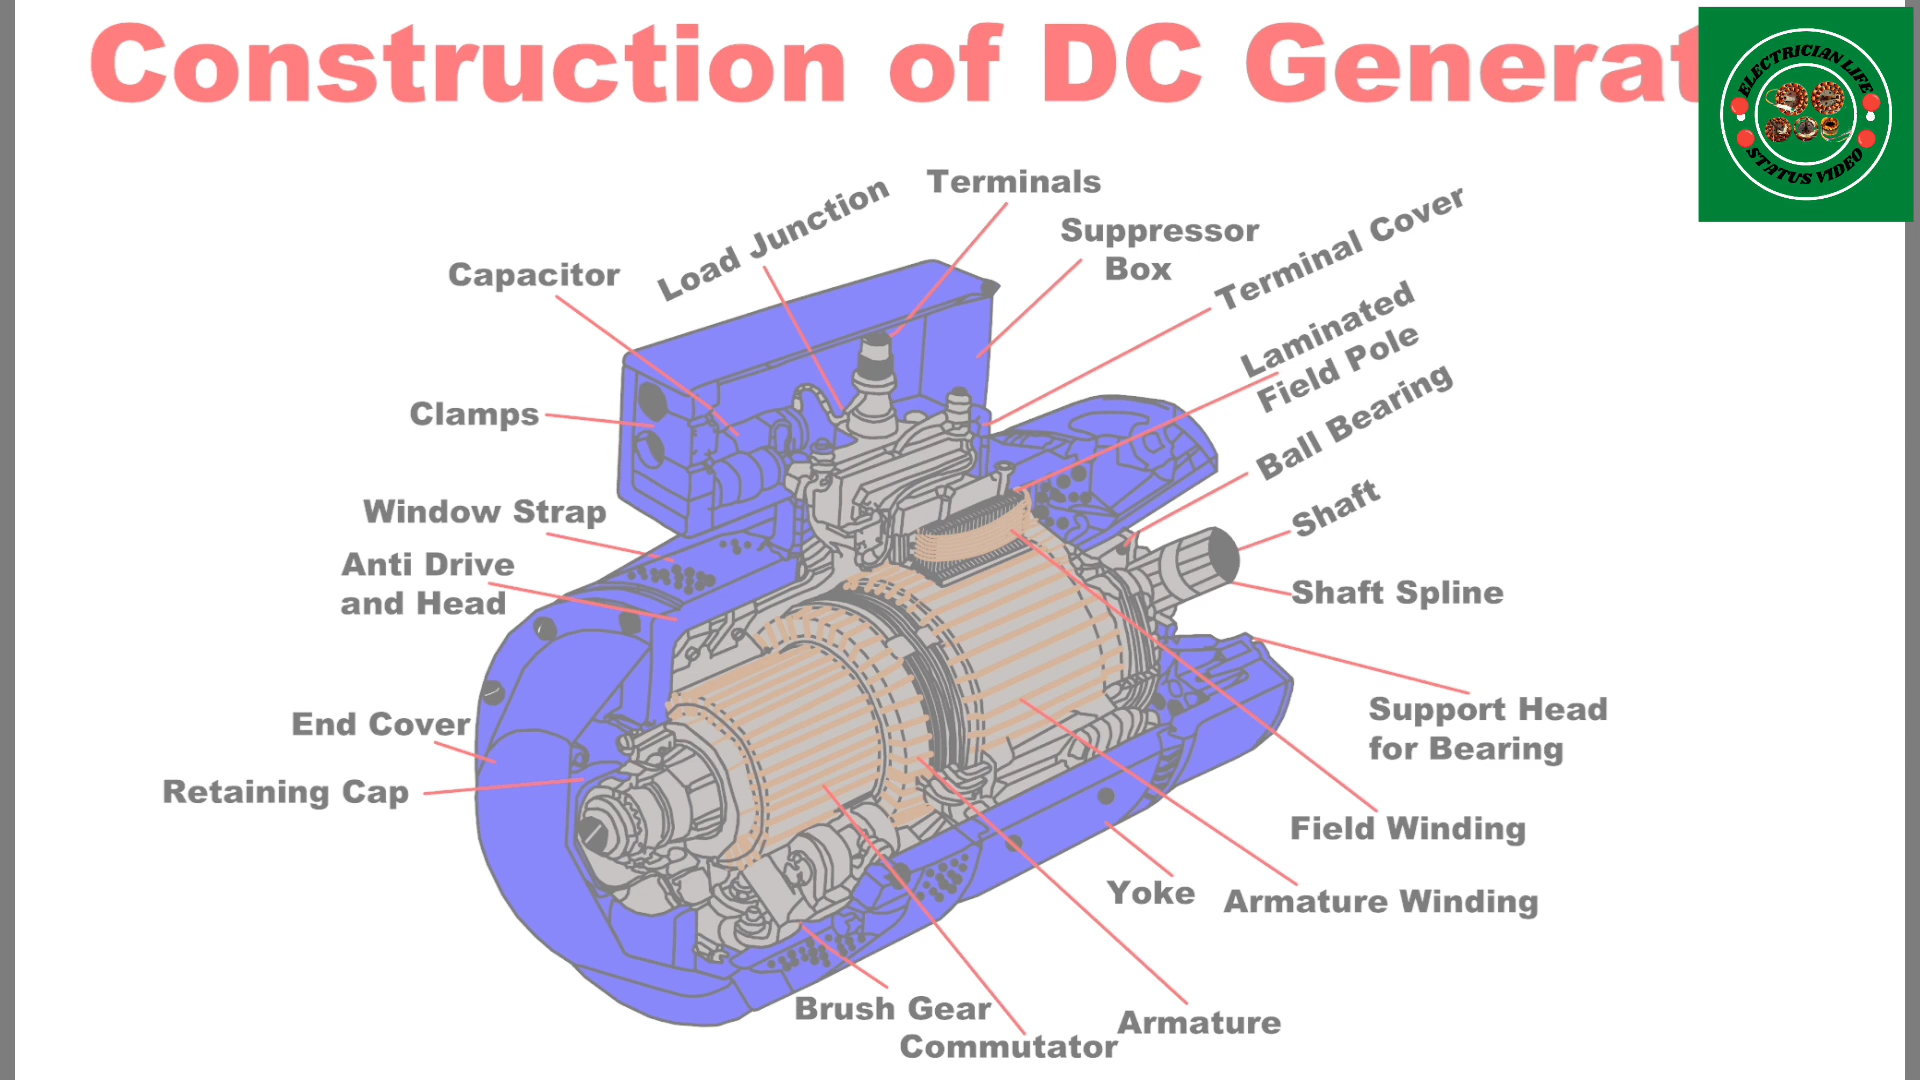 Construction of DC Generat
ELECTRICIAN LIFE
STATUS VIDEO
Terminals
Load Junction
Suppressor
Box
Terminal Cover
Capacitor
Laminated
Field Pole
Clamps
Ball Bearing
Window Strap
Shaft
Anti Drive
and Head
Shaft Spline
End Cover
Support Head
for Bearing
Retaining Cap
Field Winding
Yoke
Armature Winding
Brush Gear
Armature
Commutator